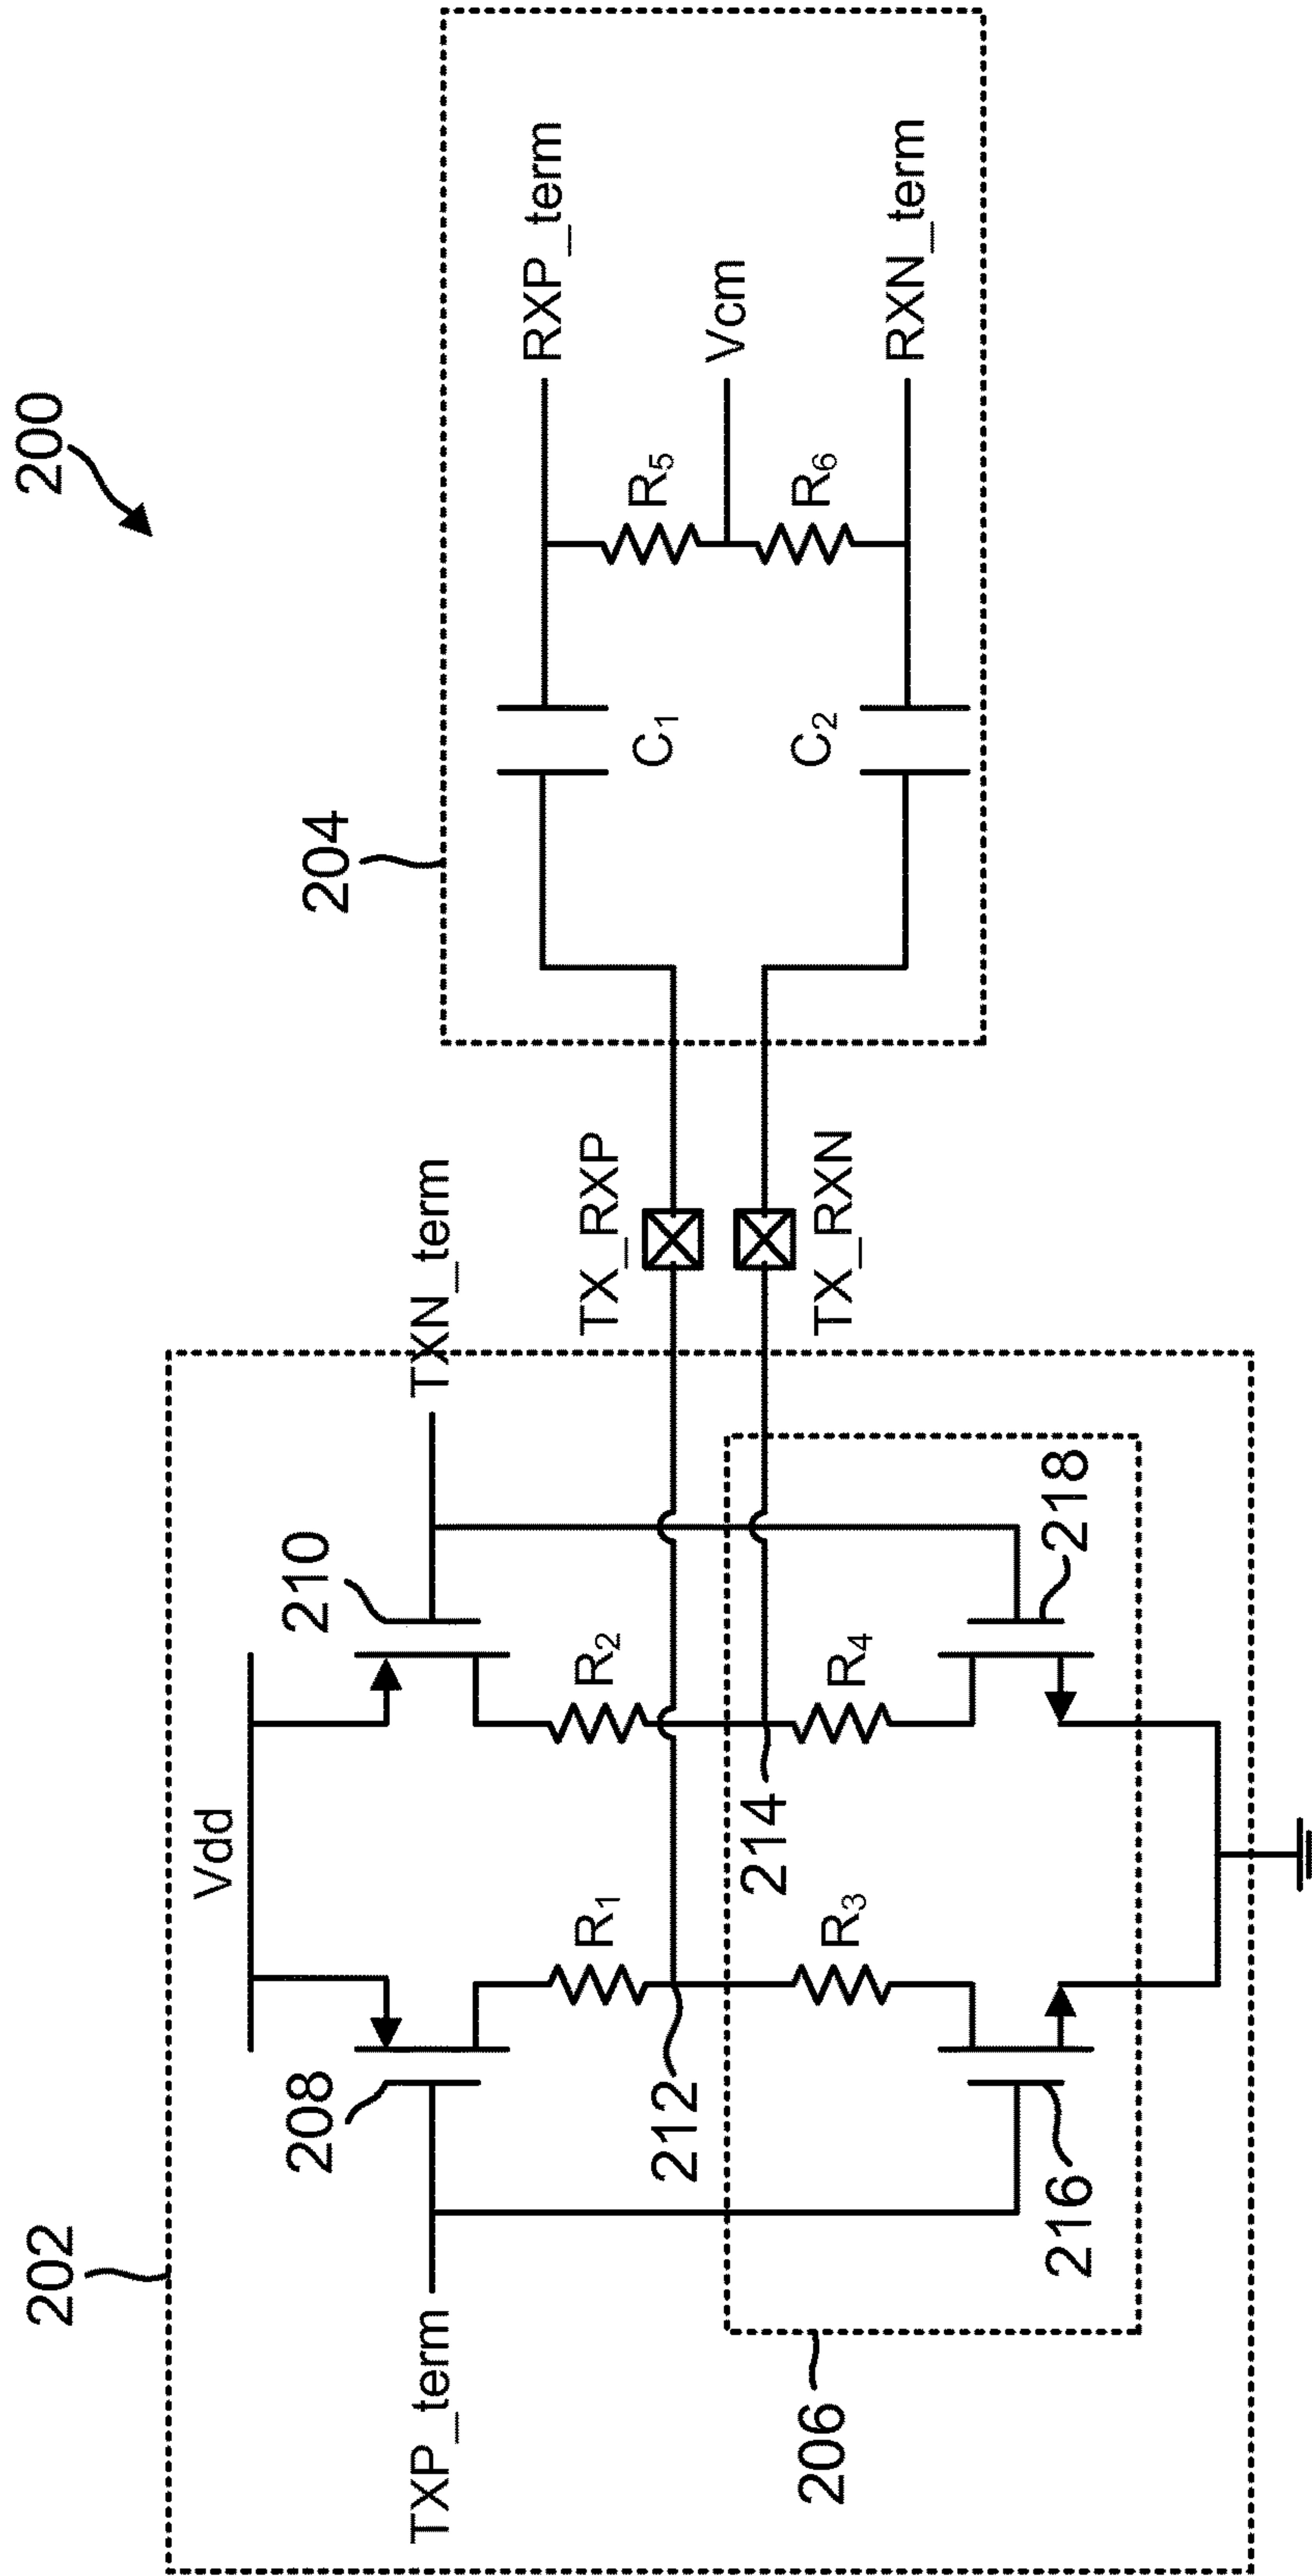 200
202
204
Vdd
208
210
TXP_term
TXN_term
R1
R2
212
214
TX_RXP
TX_RXN
206
R3
R4
216
218
C1
C2
RXP_term
R5
Vcm
R6
RXN_term